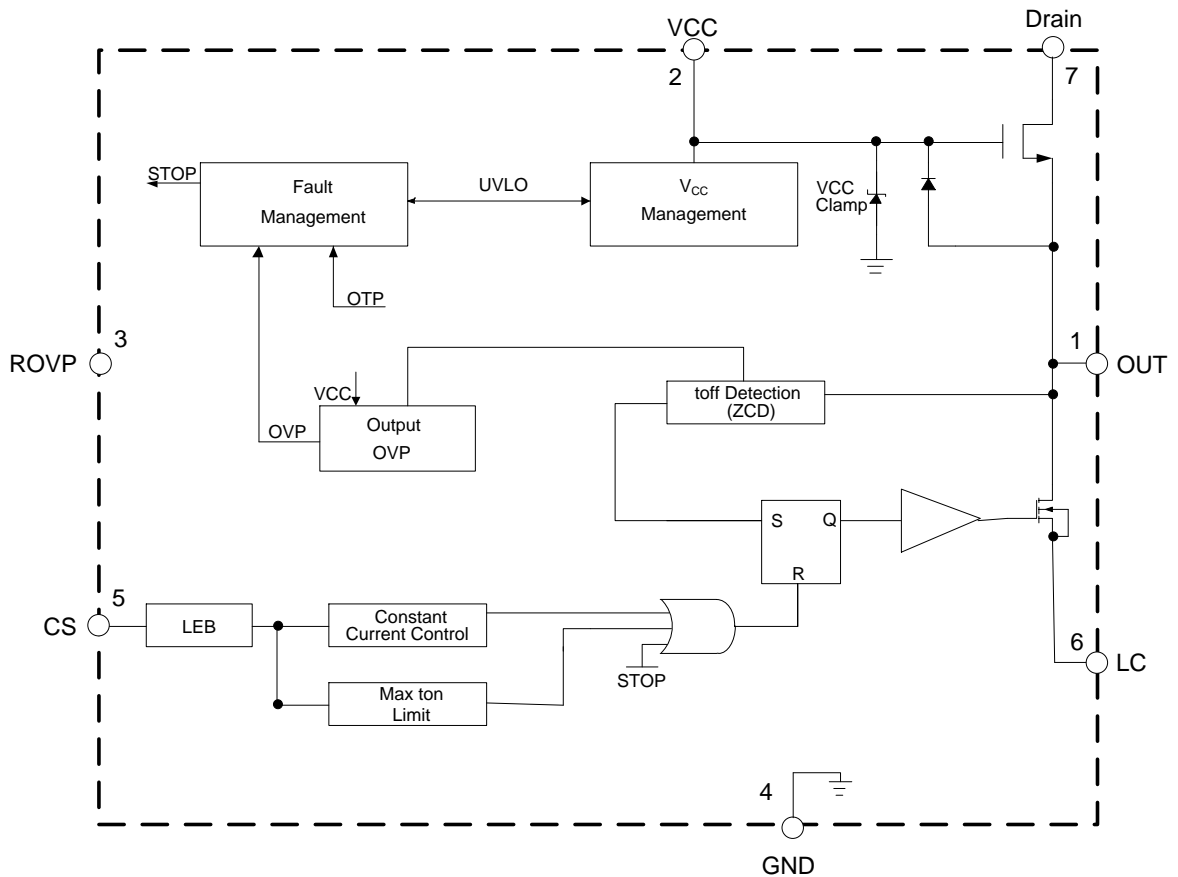 VCC
Drain
2
7
STOP
Fault
Management
UVLO
VCC
Management
VCC
Clamp
OTP
3
ROVP
1
OUT
VCC
toff Detection
(ZCD)
OVP
Output
OVP
S
Q
R
5
CS
LEB
Constant
Current Control
6
LC
STOP
Max ton
Limit
4
GND